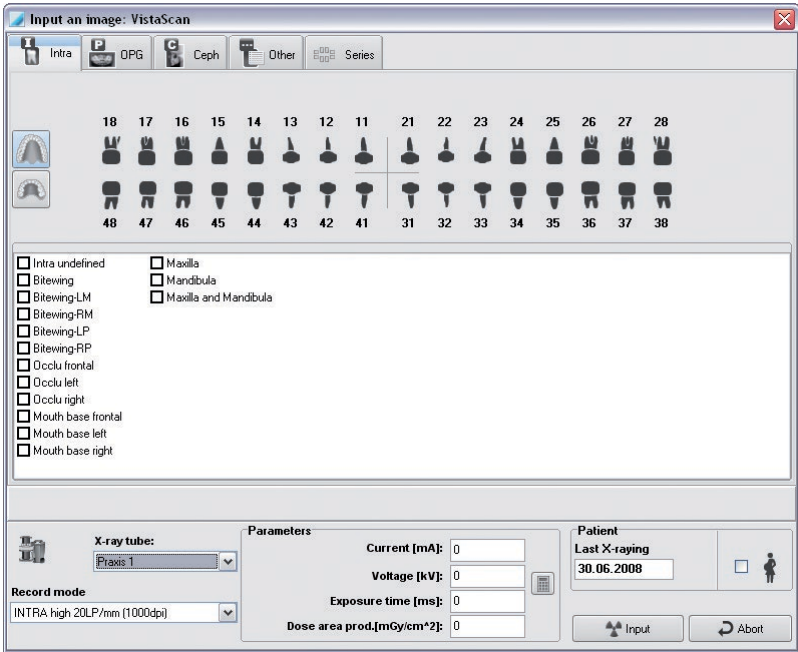 Input an image: VistaScan
I Intra P OPG C Ceph Other Series
18 17 16 15 14 13 12 11 21 22 23 24 25 26 27 28
48 47 46 45 44 43 42 41 31 32 33 34 35 36 37 38
Intra undefined Maxilla
Bitewing Mandibula
Bitewing-LM Maxilla and Mandibula
Bitewing-RM
Bitewing-LP
Bitewing-RP
Occlu frontal
Occlu left
Occlu right
Mouth base frontal
Mouth base left
Mouth base right
X-ray tube:
Praxis 1
Record mode
INTRA high 20LP/mm (1000dpi)
Parameters
Current [mA]: 0
Voltage [kV]: 0
Exposure time [ms]: 0
Dose area prod.[mGy/cm^2]: 0
Patient
Last X-raying
30.06.2008
Input Abort